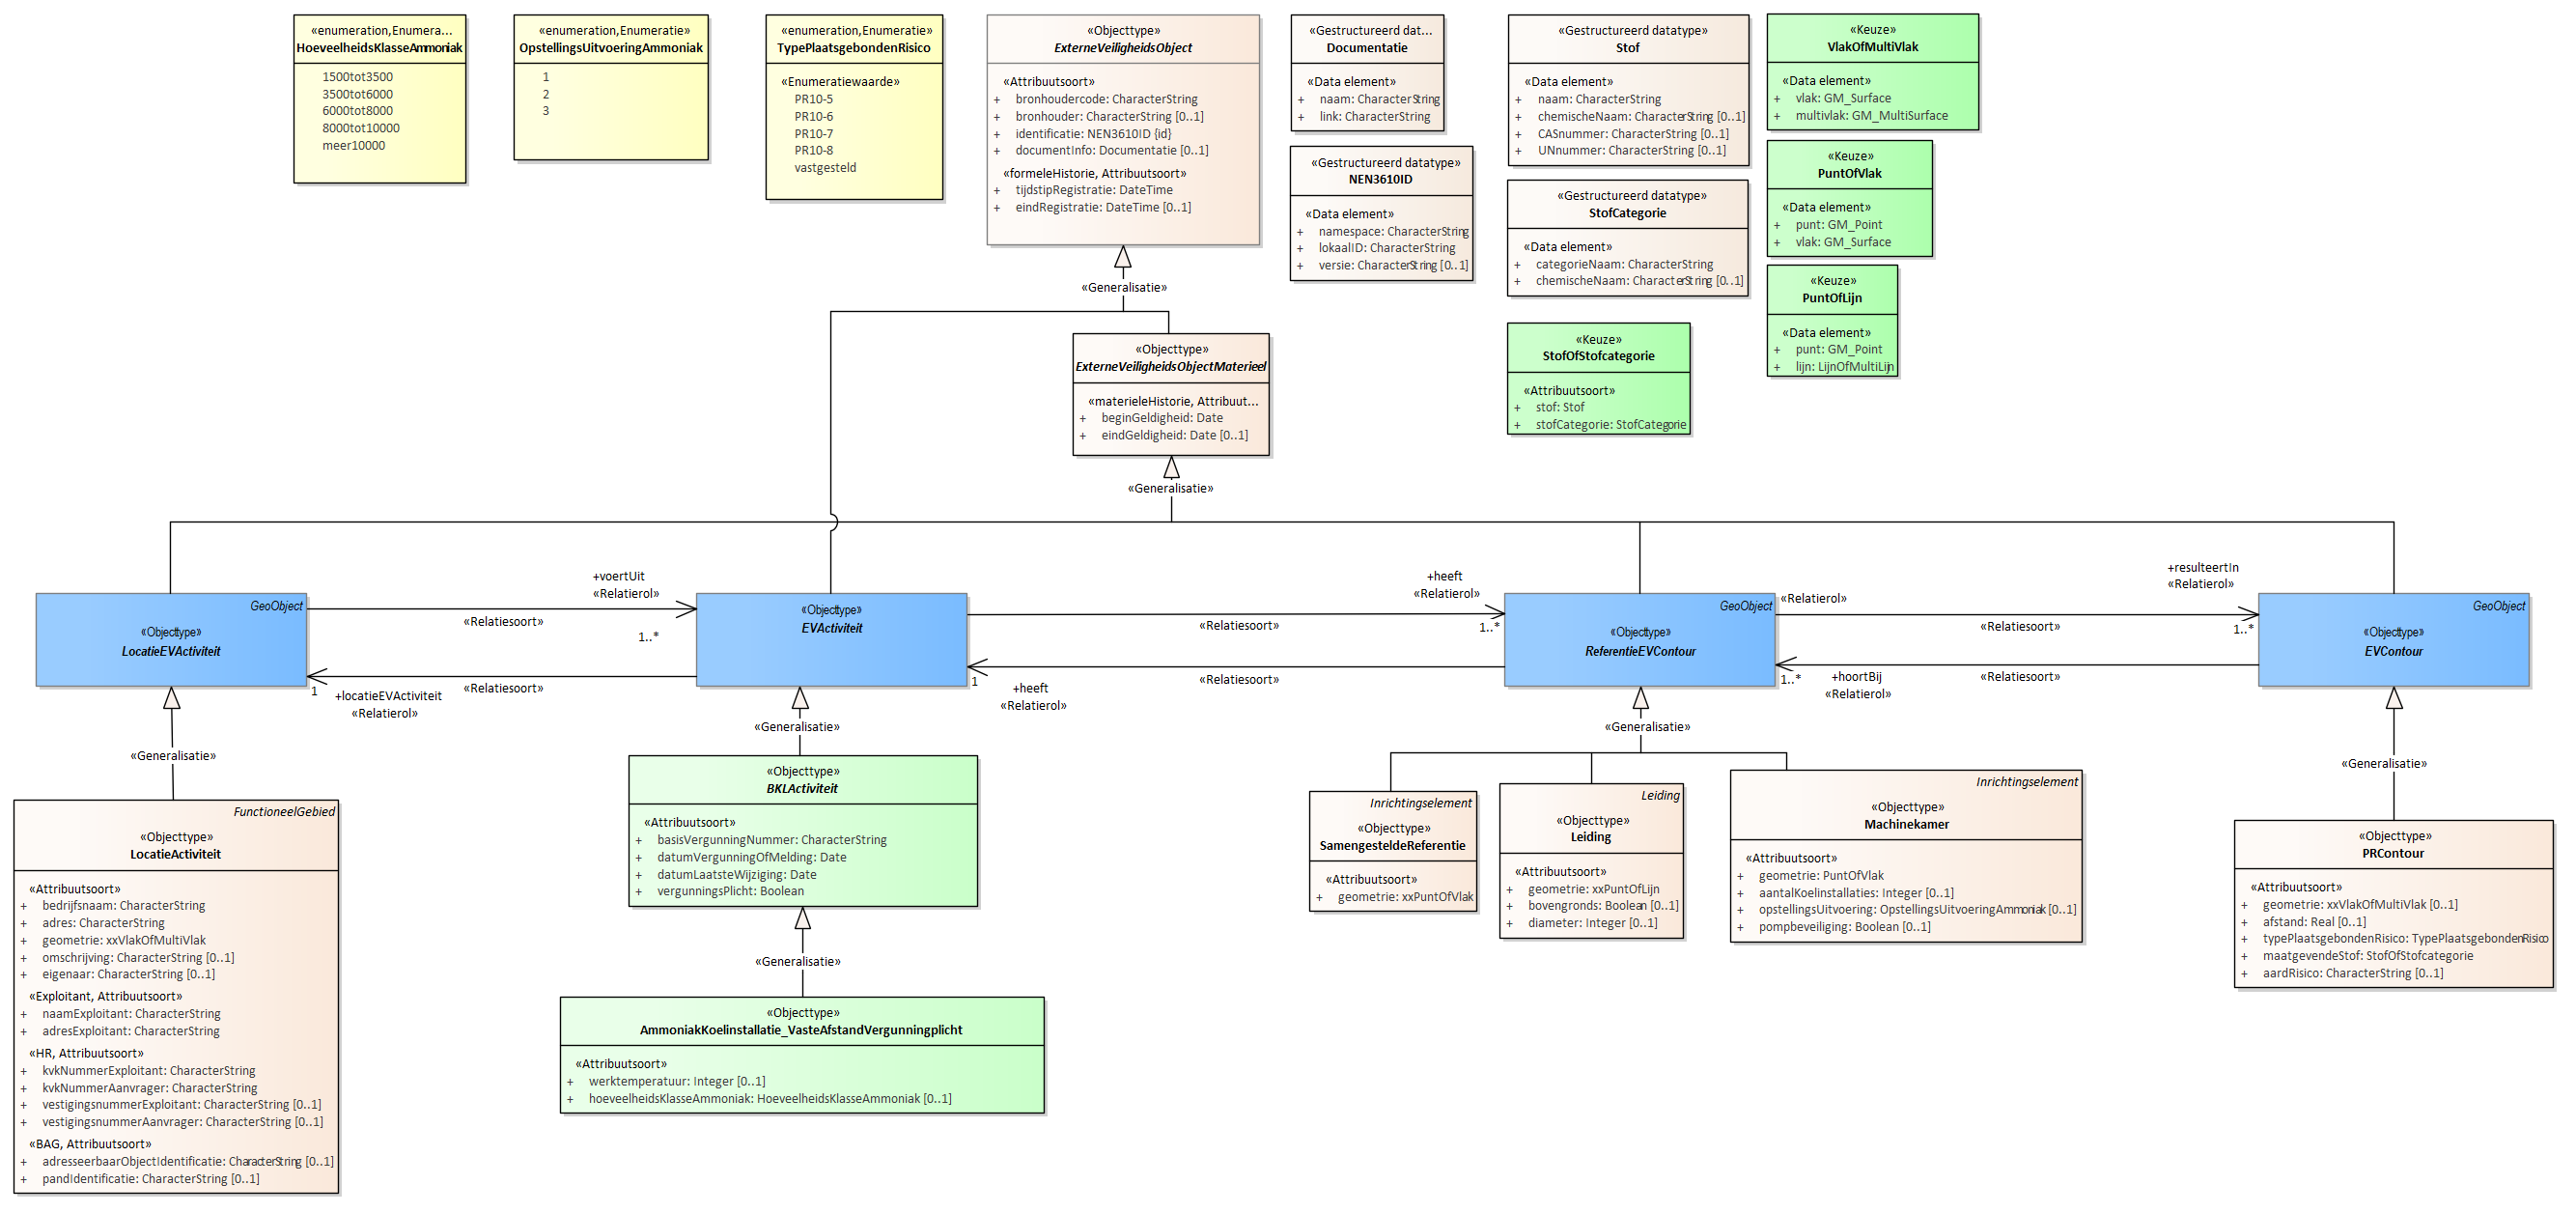 «enumeration,Enumera...
HoeveelheidsKlasseAmmoniak
1500tot3500
3500tot6000
6000tot8000
8000tot10000
meer10000
«enumeration,Enumeratie»
OpstellingsUitvoeringAmmoniak
1
2
3
«enumeration,Enumeratie»
TypePlaatsgebondenRisico
«Enumeratiewaarde»
PR10-5
PR10-6
PR10-7
PR10-8
vastgesteld
«Objecttype»
ExterneVeiligheidsObject
«Attribuutsoort»
+ bronhoudercode: CharacterString
+ bronhouder: CharacterString [0..1]
+ identificatie: NEN3610ID {id}
+ documentInfo: Documentatie [0..1]
«formeleHistorie, Attribuutsoort»
+ tijdstipRegistratie: DateTime
+ eindRegistratie: DateTime [0..1]
«Gestructureerd dat...
Documentatie
«Data element»
+ naam: CharacterString
+ link: CharacterString
«Gestructureerd datatype»
NEN3610ID
«Data element»
+ namespace: CharacterString
+ lokaalID: CharacterString
+ versie: CharacterString [0..1]
«Gestructureerd datatype»
Stof
«Data element»
+ naam: CharacterString
+ chemischeNaam: CharacterString [0..1]
+ CASnummer: CharacterString [0..1]
+ UNnummer: CharacterString [0..1]
«Gestructureerd datatype»
StofCategorie
«Data element»
+ categorieNaam: CharacterString
+ chemischeNaam: CharacterString [0..1]
«Keuze»
StofOfStofcategorie
«Attribuutsoort»
+ stof: Stof
+ stofCategorie: StofCategorie
«Keuze»
VlakOfMultiVlak
«Data element»
+ vlak: GM_Surface
+ multivlak: GM_MultiSurface
«Keuze»
PuntOfVlak
«Data element»
+ punt: GM_Point
+ vlak: GM_Surface
«Keuze»
PuntOfLijn
«Data element»
+ punt: GM_Point
+ lijn: LijnOfMultiLijn
«Generalisatie»
«Objecttype»
ExterneVeiligheidsObjectMaterieel
«materieleHistorie, Attribuut...
+ beginGeldigheid: Date
+ eindGeldigheid: Date [0..1]
«Generalisatie»
GeoObject
«Objecttype»
LocatieEVActiviteit
+voertUit
«Relatierol»
«Relatiesoort»
1..*
«Relatiesoort»
1
+locatieEVActiviteit
«Relatierol»
«Objecttype»
EVActiviteit
+heeft
«Relatierol»
«Relatiesoort»
1..*
«Relatiesoort»
1
+heeft
«Relatierol»
GeoObject
«Objecttype»
ReferentieEVContour
«Relatierol»
+resulteertIn
«Relatierol»
«Relatiesoort»
1..*
«Relatiesoort»
1..*
+hoortBij
«Relatierol»
GeoObject
«Objecttype»
EVContour
«Generalisatie»
FunctioneelGebied
«Objecttype»
LocatieActiviteit
«Attribuutsoort»
+ bedrijfsnaam: CharacterString
+ adres: CharacterString
+ geometrie: xxVlakOfMultiVlak
+ omschrijving: CharacterString [0..1]
+ eigenaar: CharacterString [0..1]
«Exploitant, Attribuutsoort»
+ naamExploitant: CharacterString
+ adresExploitant: CharacterString
«HR, Attribuutsoort»
+ kvkNummerExploitant: CharacterString
+ kvkNummerAanvrager: CharacterString
+ vestigingsnummerExploitant: CharacterString [0..1]
+ vestigingsnummerAanvrager: CharacterString [0..1]
«BAG, Attribuutsoort»
+ adresseerbaarObjectIdentificatie: CharacterString [0..1]
+ pandIdentificatie: CharacterString [0..1]
«Generalisatie»
«Objecttype»
BKLActiviteit
«Attribuutsoort»
+ basisVergunningNummer: CharacterString
+ datumVergunningOfMelding: Date
+ datumLaatsteWijziging: Date
+ vergunningsPlicht: Boolean
«Generalisatie»
«Objecttype»
AmmoniakKoelinstallatie_VasteAfstandVergunningplicht
«Attribuutsoort»
+ werktemperatuur: Integer [0..1]
+ hoeveelheidsKlasseAmmoniak: HoeveelheidsKlasseAmmoniak [0..1]
«Generalisatie»
Inrichtingselement
«Objecttype»
SamengesteldeReferentie
«Attribuutsoort»
+ geometrie: xxPuntOfVlak
Leiding
«Objecttype»
Leiding
«Attribuutsoort»
+ geometrie: xxPuntOfLijn
+ bovengronds: Boolean [0..1]
+ diameter: Integer [0..1]
Inrichtingselement
«Objecttype»
Machinekamer
«Attribuutsoort»
+ geometrie: PuntOfVlak
+ aantalKoelinstallaties: Integer [0..1]
+ opstellingsUitvoering: OpstellingsUitvoeringAmmoniak [0..1]
+ pompbeveiliging: Boolean [0..1]
«Generalisatie»
«Objecttype»
PRContour
«Attribuutsoort»
+ geometrie: xxVlakOfMultiVlak [0..1]
+ afstand: Real [0..1]
+ typePlaatsgebondenRisico: TypePlaatsgebondenRisico
+ maatgevendeStof: StofOfStofcategorie
+ aardRisico: CharacterString [0..1]